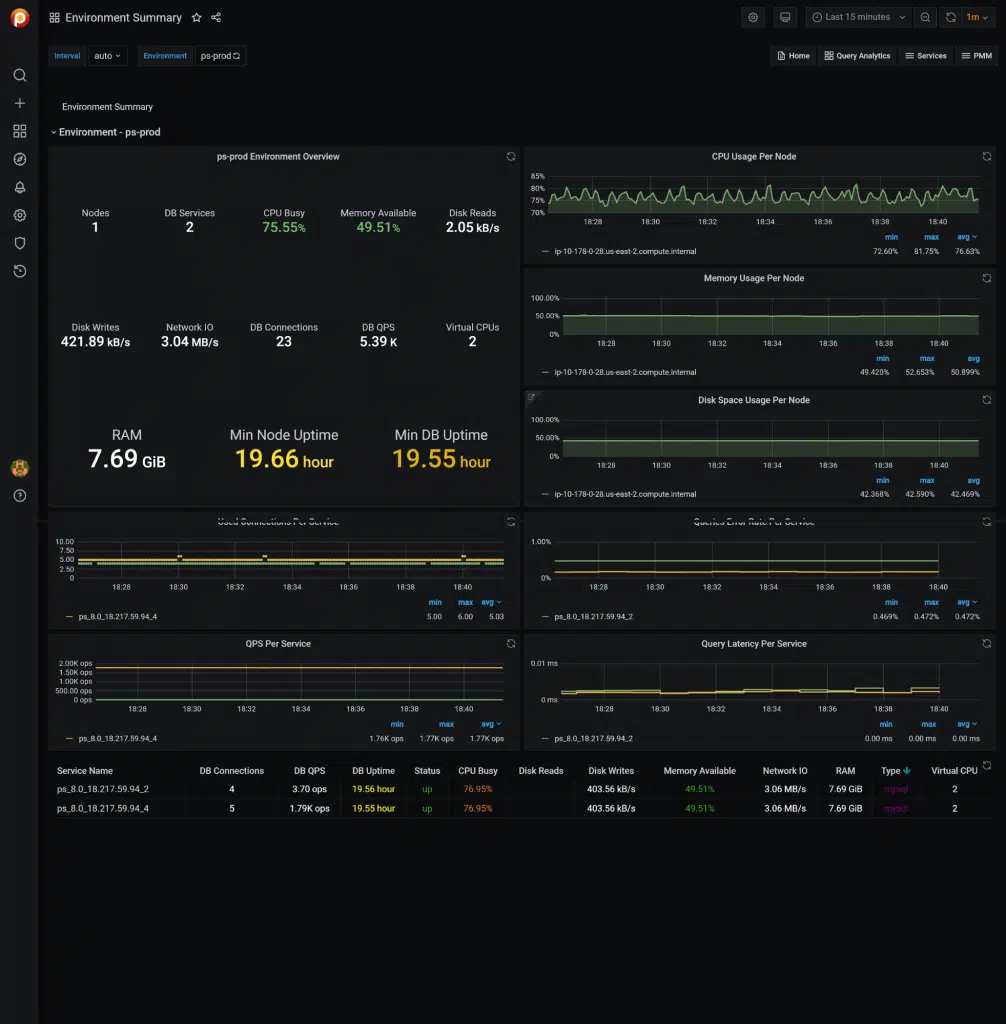 Environment Summary
Last 15 minutes
1m
Interval
auto
Environment
ps-prod
Home
Query Analytics
Services
PMM
Environment Summary
Environment - ps-prod
ps-prod Environment Overview
Nodes
1
DB Services
2
CPU Busy
75.55%
Memory Available
49.51%
Disk Reads
2.05 kB/s
Disk Writes
421.89 kB/s
Network IO
3.04 MB/s
DB Connections
23
DB QPS
5.39 K
Virtual CPUs
2
RAM
7.69 GiB
Min Node Uptime
19.66 hour
Min DB Uptime
19.55 hour
CPU Usage Per Node
85%
80%
75%
70%
18:28 18:30 18:32 18:34 18:36 18:38 18:40
min max avg
ip-10-178-0-28.us-east-2.compute.internal 72.60% 81.75% 76.63%
Memory Usage Per Node
100.00%
50.00%
0%
18:28 18:30 18:32 18:34 18:36 18:38 18:40
min max avg
ip-10-178-0-28.us-east-2.compute.internal 49.420% 52.653% 50.899%
Disk Space Usage Per Node
100.00%
50.00%
0%
18:28 18:30 18:32 18:34 18:36 18:38 18:40
min max avg
ip-10-178-0-28.us-east-2.compute.internal 42.368% 42.590% 42.469%
Used Connections Per Service
10.00
7.50
5.00
2.50
0
18:28 18:30 18:32 18:34 18:36 18:38 18:40
min max avg
ps_8.0_18.217.59.94_4 5.00 6.00 5.03
Queries Error Rate Per Service
1.00%
0%
18:28 18:30 18:32 18:34 18:36 18:38 18:40
min max avg
ps_8.0_18.217.59.94_2 0.469% 0.472% 0.472%
QPS Per Service
2.00K ops
1.50K ops
1.00K ops
500.00 ops
0 ops
18:28 18:30 18:32 18:34 18:36 18:38 18:40
min max avg
ps_8.0_18.217.59.94_4 1.76K ops 1.77K ops 1.77K ops
Query Latency Per Service
0.01 ms
0 ms
18:28 18:30 18:32 18:34 18:36 18:38 18:40
min max avg
ps_8.0_18.217.59.94_2 0.00 ms 0.00 ms 0.00 ms
Service Name DB Connections DB QPS DB Uptime Status CPU Busy Disk Reads Disk Writes Memory Available Network IO RAM Type Virtual CPU
ps_8.0_18.217.59.94_2 4 3.70 ops 19.56 hour up 76.95% 403.56 kB/s 49.51% 3.06 MB/s 7.69 GiB mysql 2
ps_8.0_18.217.59.94_4 5 1.79K ops 19.55 hour up 76.95% 403.56 kB/s 49.51% 3.06 MB/s 7.69 GiB mysql 2